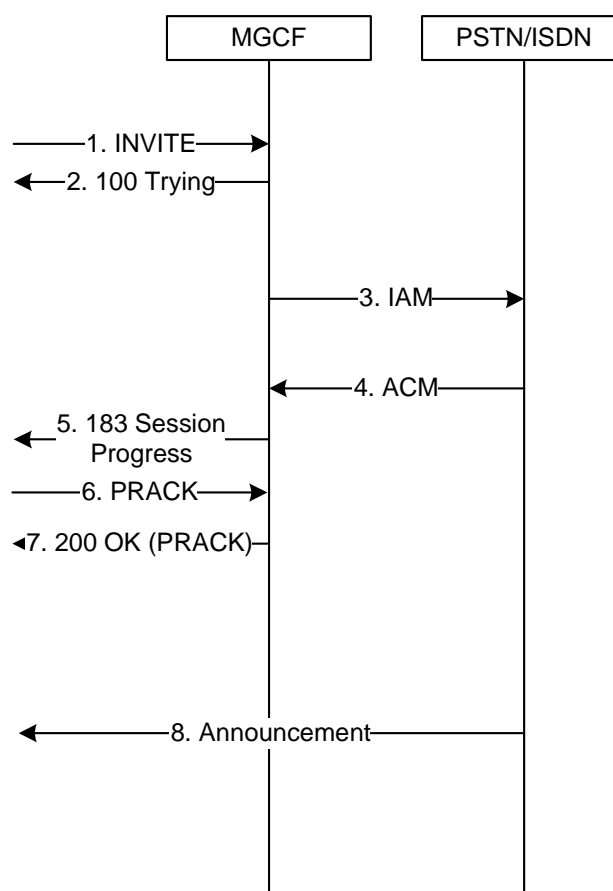 MGCF
PSTN/ISDN
1. INVITE
2. 100 Trying
3. IAM
4. ACM
5. 183 Session
Progress
6. PRACK
7. 200 OK (PRACK)
8. Announcement